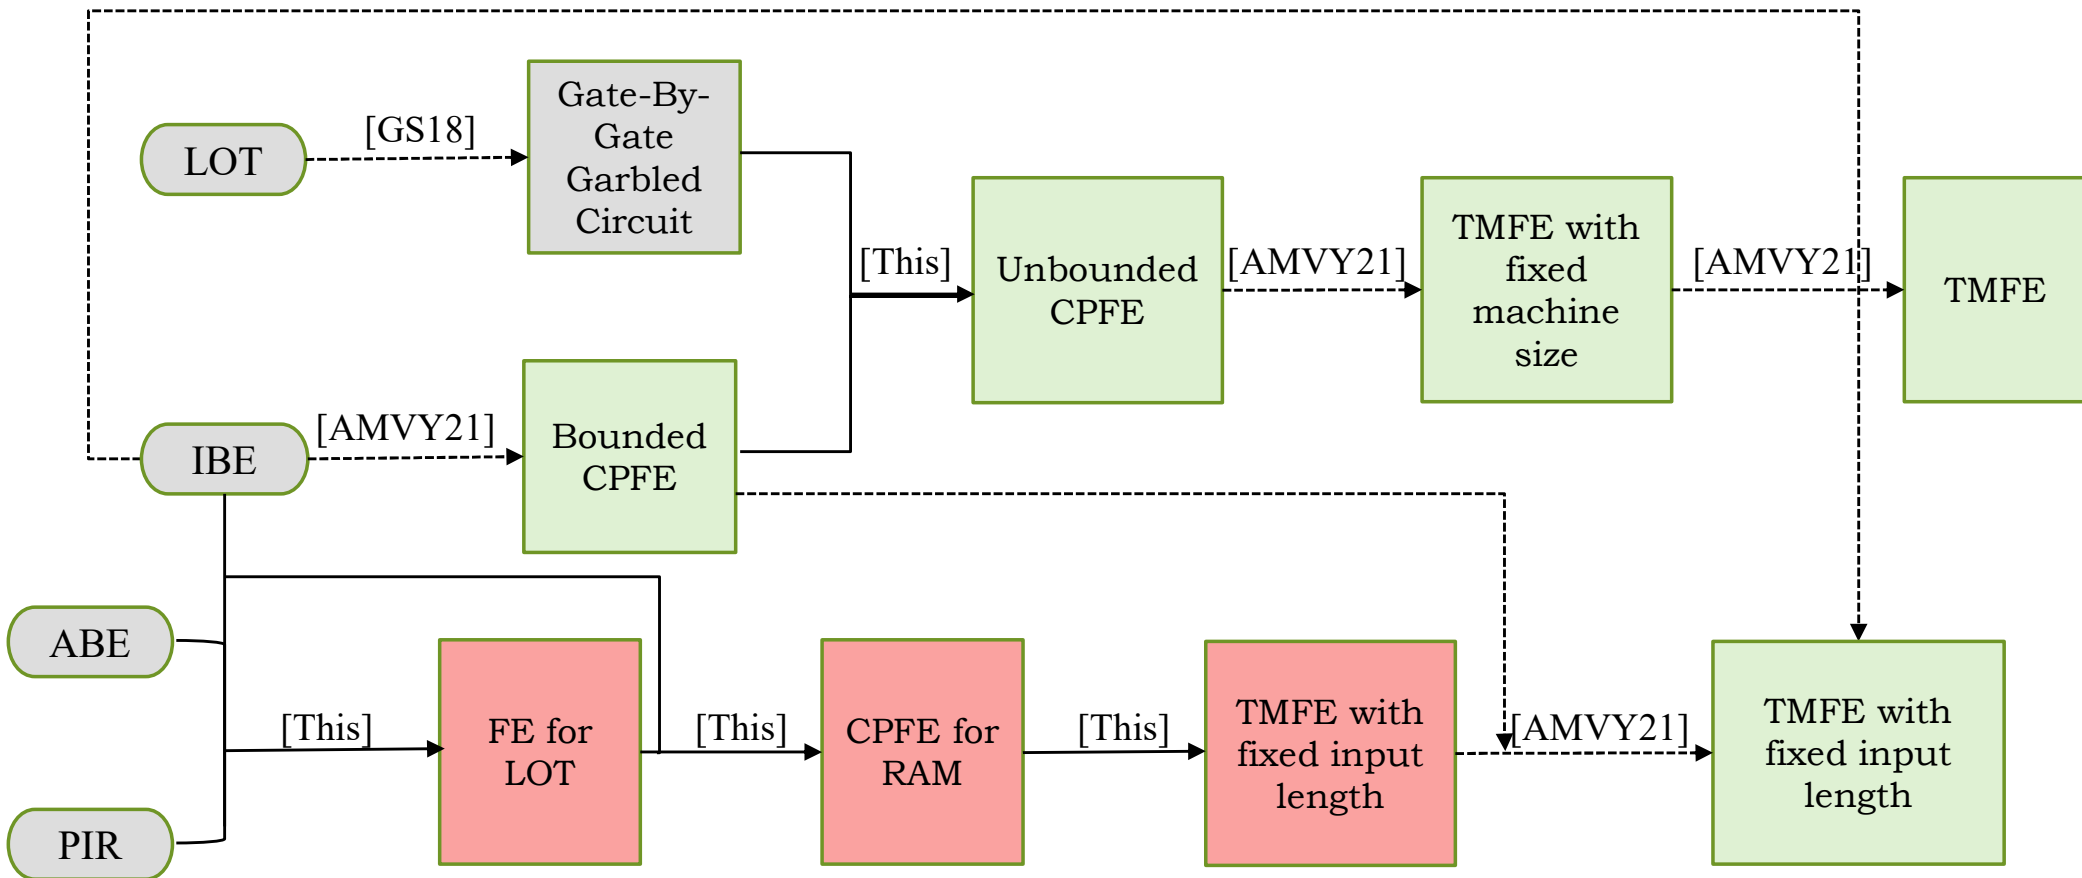 LOT
[GS18]
Gate-By-
Gate
Garbled
Circuit
[This]
Unbounded
CPFE
[AMVY21]
TMFE with
fixed
machine
size
[AMVY21]
TMFE
IBE
[AMVY21]
Bounded
CPFE
ABE
PIR
[This]
FE for
LOT
[This]
CPFE for
RAM
[This]
TMFE with
fixed input
length
[AMVY21]
TMFE with
fixed input
length